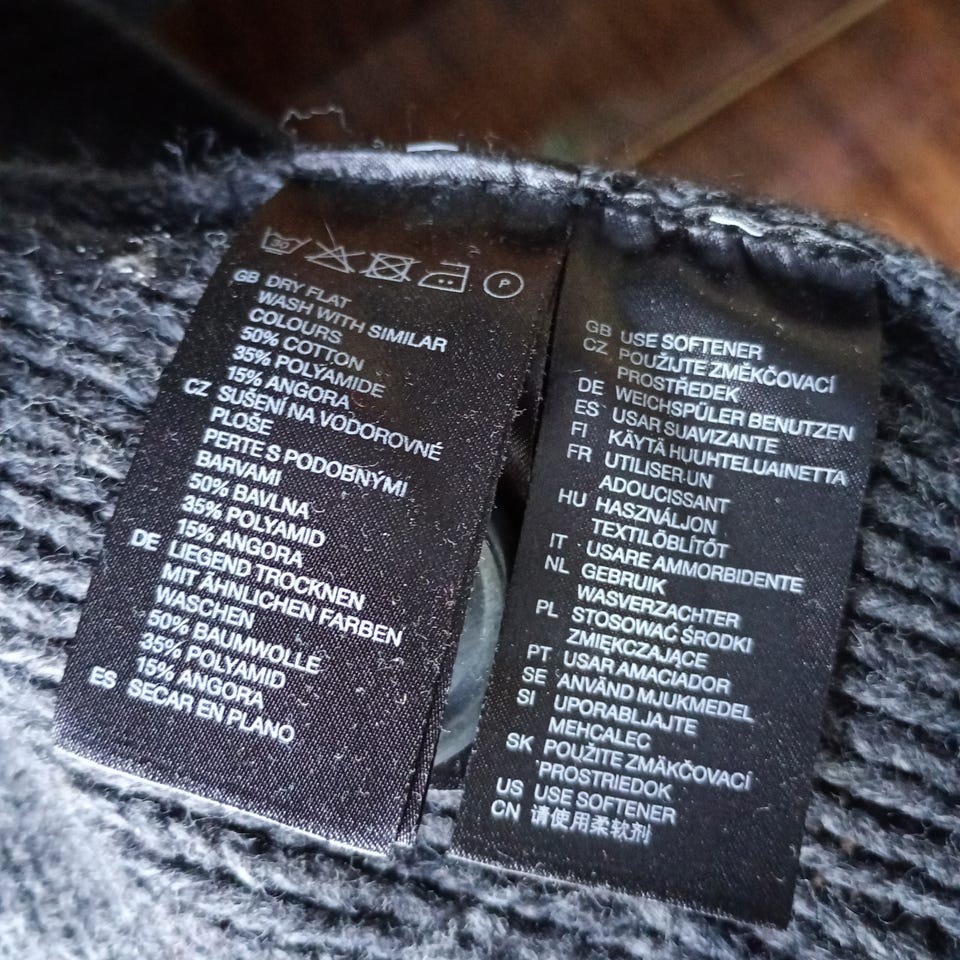 30
P
GB DRY FLAT
WASH WITH SIMILAR
COLOURS
50% COTTON
35% POLYAMIDE
15% ANGORA
CZ SUŠENÍ NA VODOROVNÉ
PLOŠE
PERTE S PODOBNÝMI
BARVAMI
50% BAVLNA
35% POLYAMID
15% ANGORA
DE LIEGEND TROCKNEN
MIT ÄHNLICHEN FARBEN
WASCHEN
50% BAUMWOLLE
35% POLYAMID
15% ANGORA
ES SECAR EN PLANO
GB USE SOFTENER
CZ POUŽIJTE ZMĚKČOVACÍ
PROSTŘEDEK
DE WEICHSPÜLER BENUTZEN
ES USAR SUAVIZANTE
FI KÄYTÄ HUUHTELUAINETTA
FR UTILISER UN
ADOUCISSANT
HU HASZNÁLJON
TEXTILÖBLÍTŐT
IT USARE AMMORBIDENTE
NL GEBRUIK
WASVERZACHTER
PL STOSOWAĆ ŚRODKI
ZMIĘKCZAJĄCE
PT USAR AMACIADOR
SE ANVÄND MJUKMEDEL
SI UPORABLJAJTE
MEHČALEC
SK POUŽITE ZMÄKČOVACÍ
PROSTRIEDOK
US USE SOFTENER
CN 请使用柔软剂